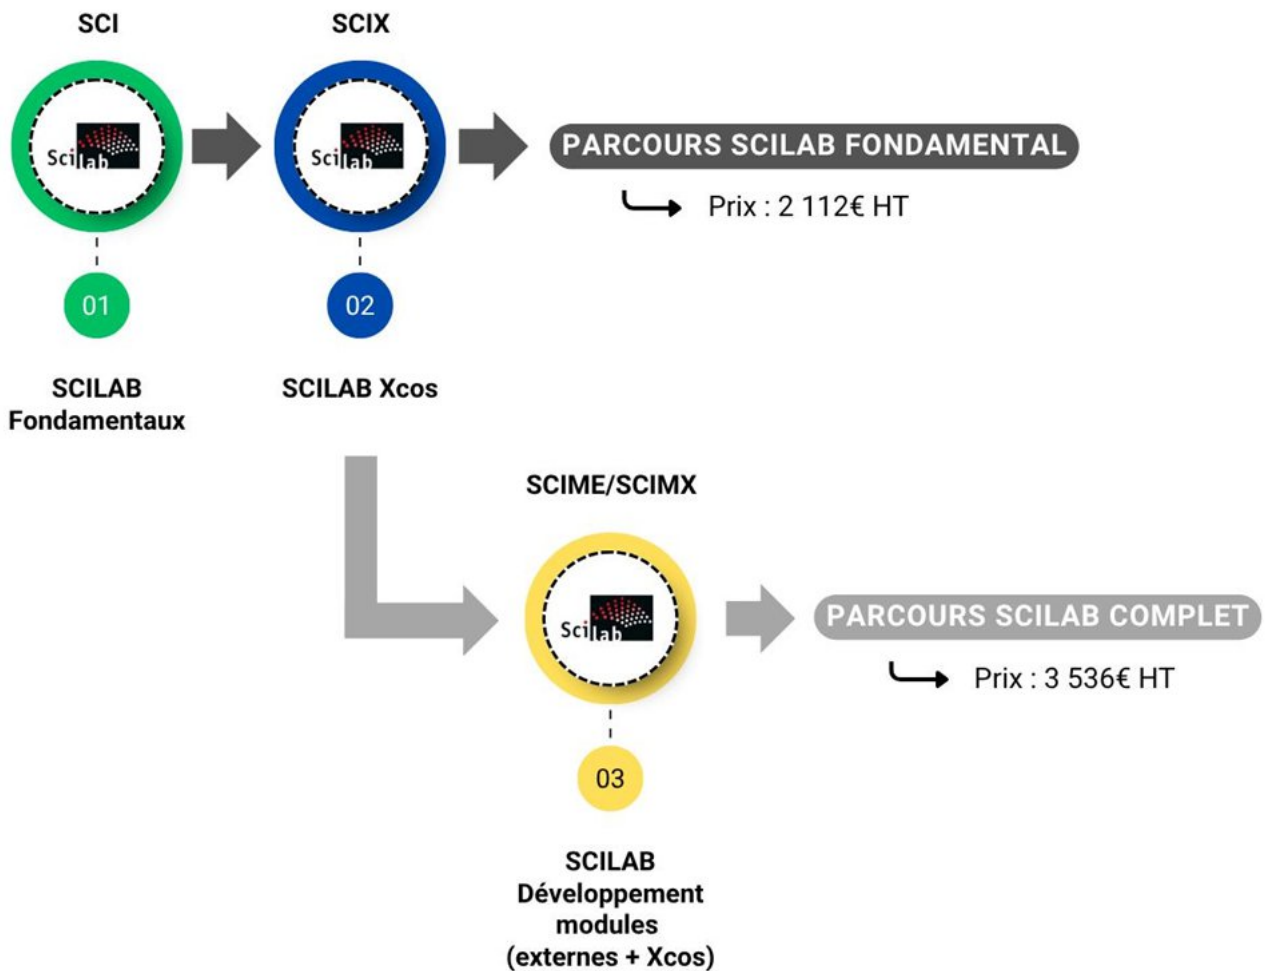 SCI
SCIX
Scilab
Scilab
PARCOURS SCILAB FONDAMENTAL
Prix : 2 112€ HT
01
02
SCILAB
Fondamentaux
SCILAB Xcos
SCIME/SCIMX
Scilab
PARCOURS SCILAB COMPLET
Prix : 3 536€ HT
03
SCILAB
Développement
modules
(externes + Xcos)